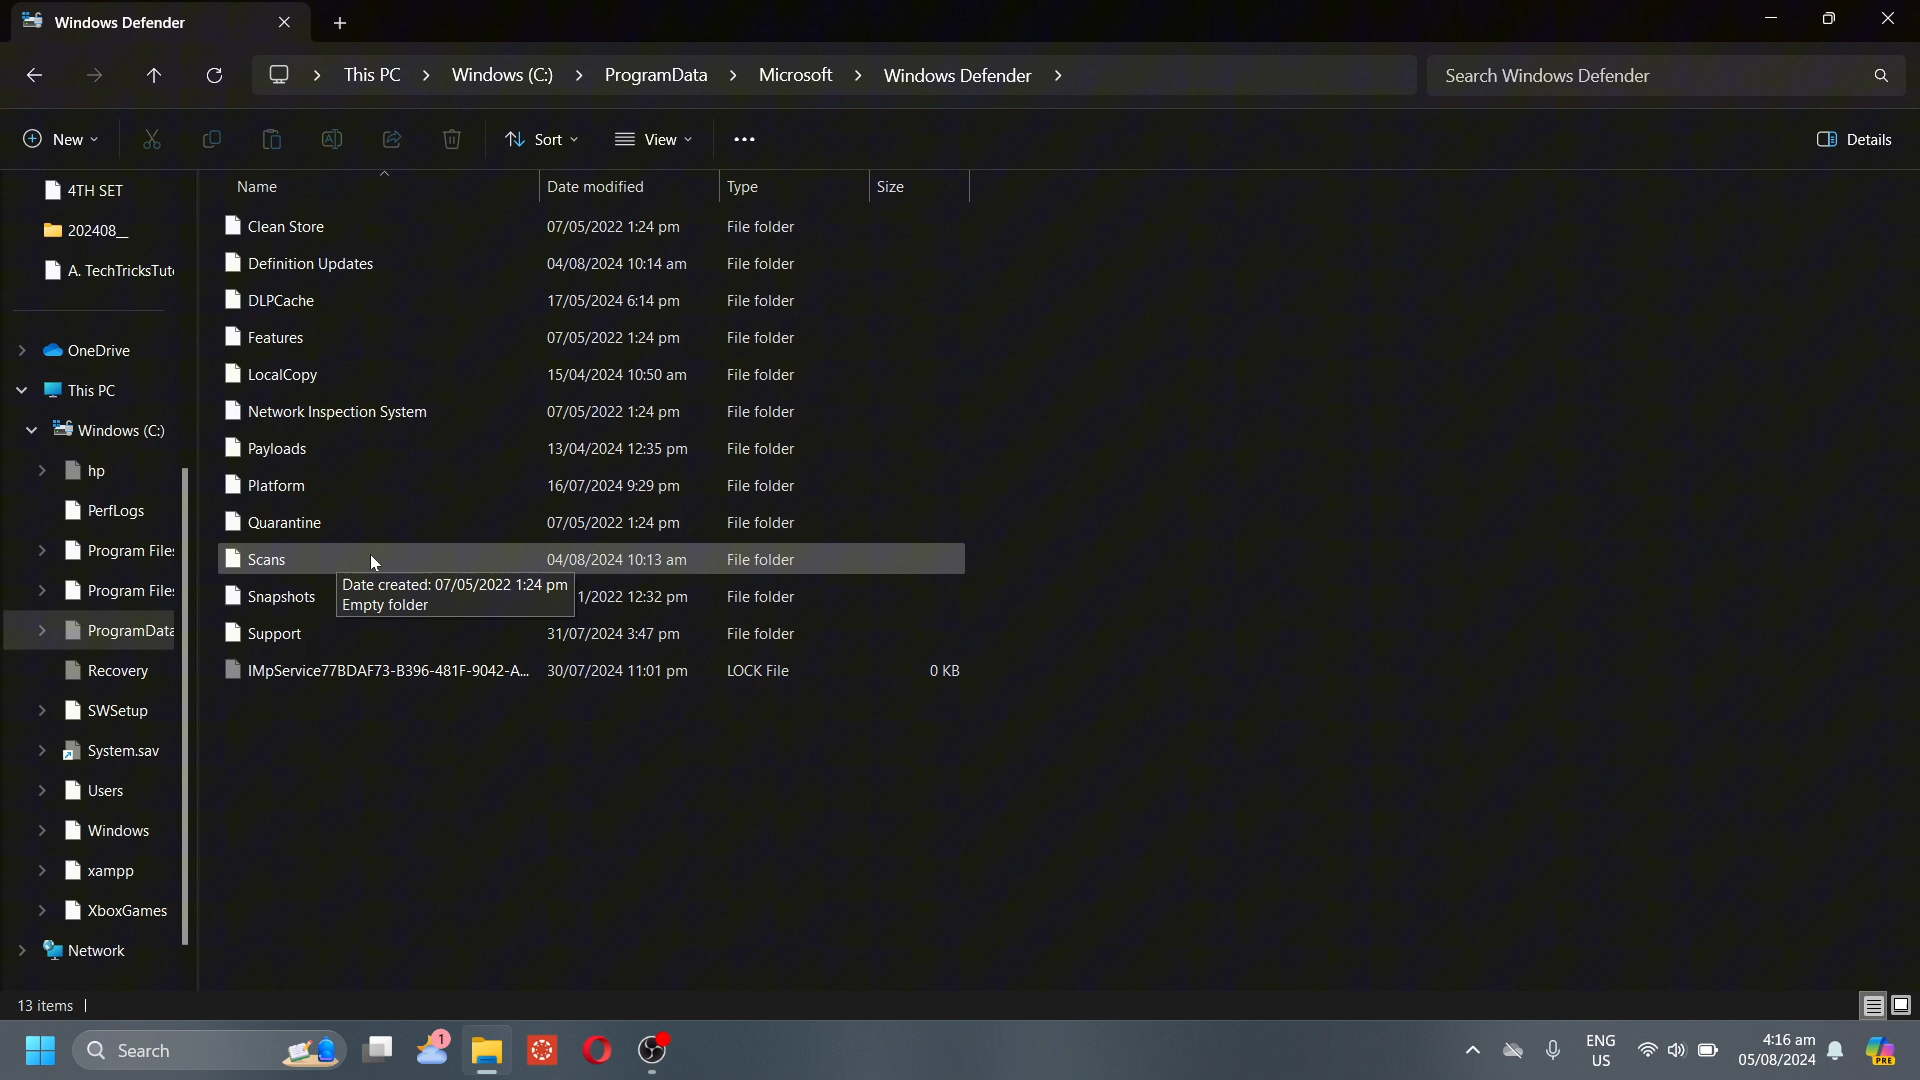 Windows Defender
This PC > Windows (C:) > ProgramData > Microsoft > Windows Defender >
Search Windows Defender
New
Sort
View
Details
Name Date modified Type Size
Clean Store 07/05/2022 1:24 pm File folder
Definition Updates 04/08/2024 10:14 am File folder
DLPCache 17/05/2024 6:14 pm File folder
Features 07/05/2022 1:24 pm File folder
LocalCopy 15/04/2024 10:50 am File folder
Network Inspection System 07/05/2022 1:24 pm File folder
Payloads 13/04/2024 12:35 pm File folder
Platform 16/07/2024 9:29 pm File folder
Quarantine 07/05/2022 1:24 pm File folder
Scans 04/08/2024 10:13 am File folder
Date created: 07/05/2022 1:24 pm
Empty folder
Snapshots 1/2022 12:32 pm File folder
Support 31/07/2024 3:47 pm File folder
IMpService77BDAF73-B396-481F-9042-A... 30/07/2024 11:01 pm LOCK File 0 KB
4TH SET
202408__
A. TechTricksTut
OneDrive
This PC
Windows (C:)
hp
PerfLogs
Program Files
Program Files
ProgramData
Recovery
SWSetup
System.sav
Users
Windows
xampp
XboxGames
Network
13 items
Search
1
ENG
US
4:16 am
05/08/2024
PRE